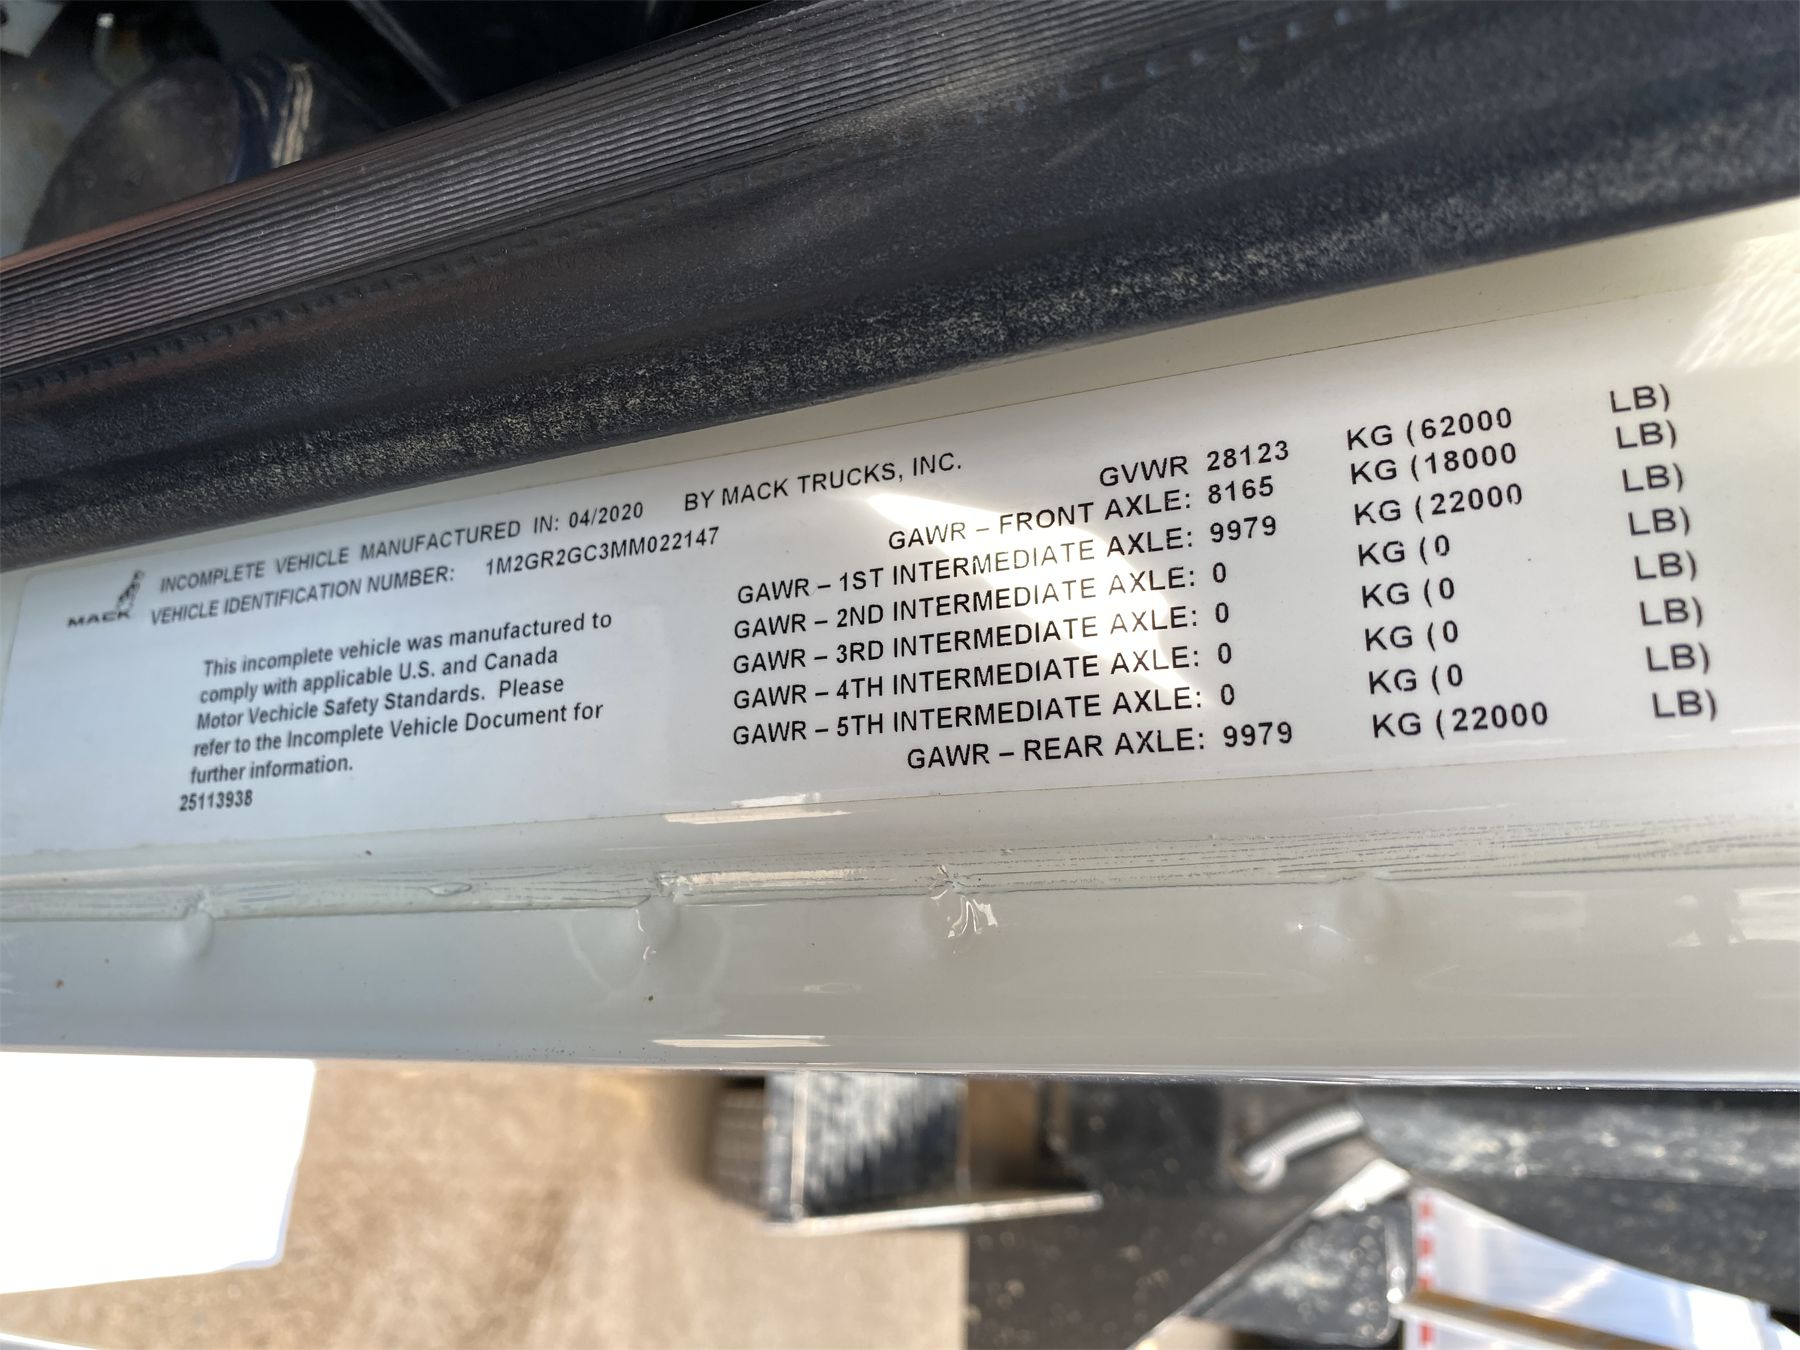 MACK
INCOMPLETE VEHICLE MANUFACTURED IN: 04/2020 BY MACK TRUCKS, INC.
VEHICLE IDENTIFICATION NUMBER: 1M2GR2GC3MM022147
This incomplete vehicle was manufactured to
comply with applicable U.S. and Canada
Motor Vechicle Safety Standards. Please
refer to the Incomplete Vehicle Document for
further information.
25113938
GVWR 28123 KG (62000 LB)
GAWR – FRONT AXLE: 8165 KG (18000 LB)
GAWR – 1ST INTERMEDIATE AXLE: 9979 KG (22000 LB)
GAWR – 2ND INTERMEDIATE AXLE: 0 KG (0 LB)
GAWR – 3RD INTERMEDIATE AXLE: 0 KG (0 LB)
GAWR – 4TH INTERMEDIATE AXLE: 0 KG (0 LB)
GAWR – 5TH INTERMEDIATE AXLE: 0 KG (0 LB)
GAWR – REAR AXLE: 9979 KG (22000 LB)